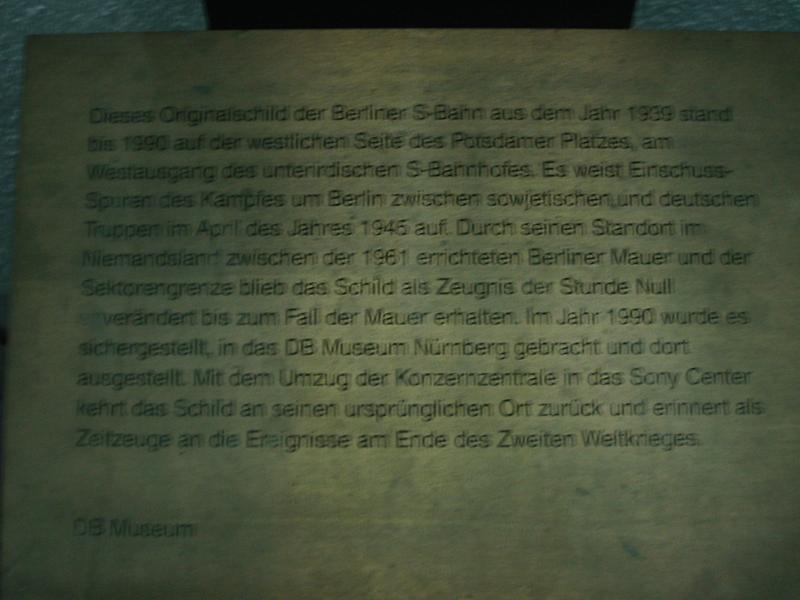 Dieses Originalschild der Berliner S-Bahn aus dem Jahr 1939 stand
bis 1990 auf der westlichen Seite des Potsdamer Platzes, am
Westausgang des unterirdischen S-Bahnhofes. Es weist Einschuss-
Spuren des Kampfes um Berlin zwischen sowjetischen und deutschen
Truppen im April des Jahres 1945 auf. Durch seinen Standort im
Niemandsland zwischen der 1961 errichteten Berliner Mauer und der
Sektorengrenze blieb das Schild als Zeugnis der Stunde Null
unverändert bis zum Fall der Mauer erhalten. Im Jahr 1990 wurde es
sichergestellt, in das DB Museum Nürnberg gebracht und dort
ausgestellt. Mit dem Umzug der Konzernzentrale in das Sony Center
kehrt das Schild an seinen ursprünglichen Ort zurück und erinnert als
Zeitzeuge an die Ereignisse am Ende des Zweiten Weltkrieges.
DB Museum